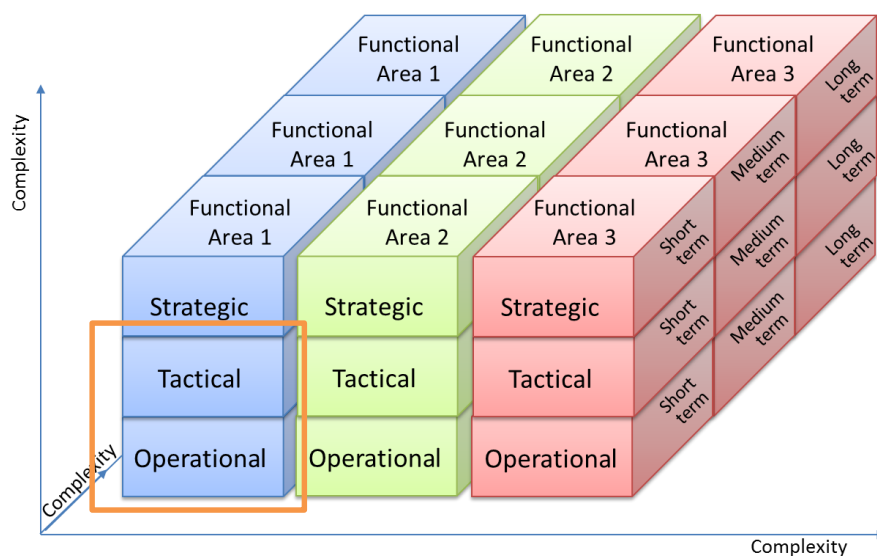 Functional
Area 1
Functional
Area 2
Functional
Area 3
Long
term
Functional
Area 1
Functional
Area 2
Functional
Area 3
Medium
term
Long
term
Functional
Area 1
Functional
Area 2
Functional
Area 3
Short
term
Medium
term
Long
term
Strategic
Strategic
Strategic
Short
term
Medium
term
Tactical
Tactical
Tactical
Short
term
Operational
Operational
Operational
Complexity
Complexity
Complexity